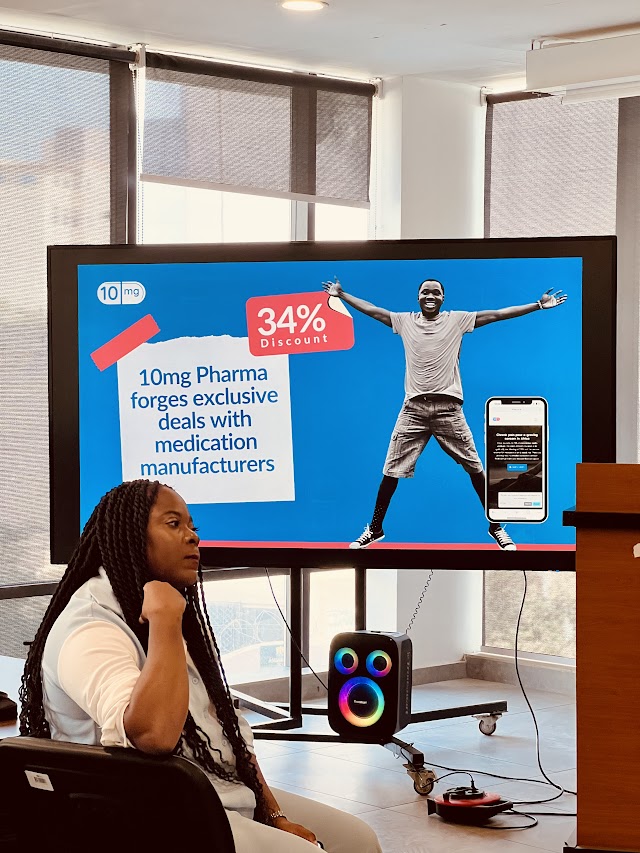 10 mg
34%
Discount
10mg Pharma
forges exclusive
deals with
medication
manufacturers